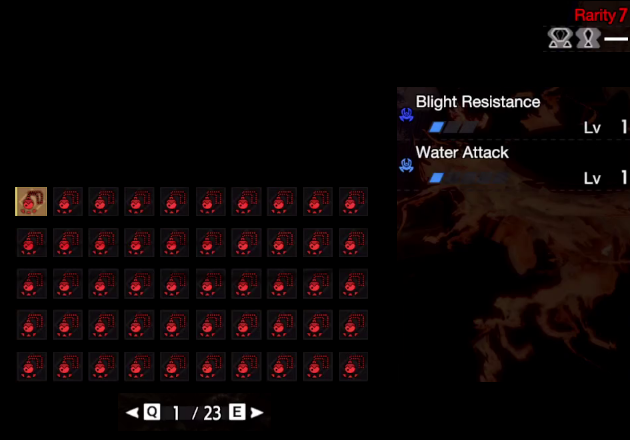 Rarity 7
Blight Resistance
Lv 1
Water Attack
Lv 1
Q 1 / 23 E